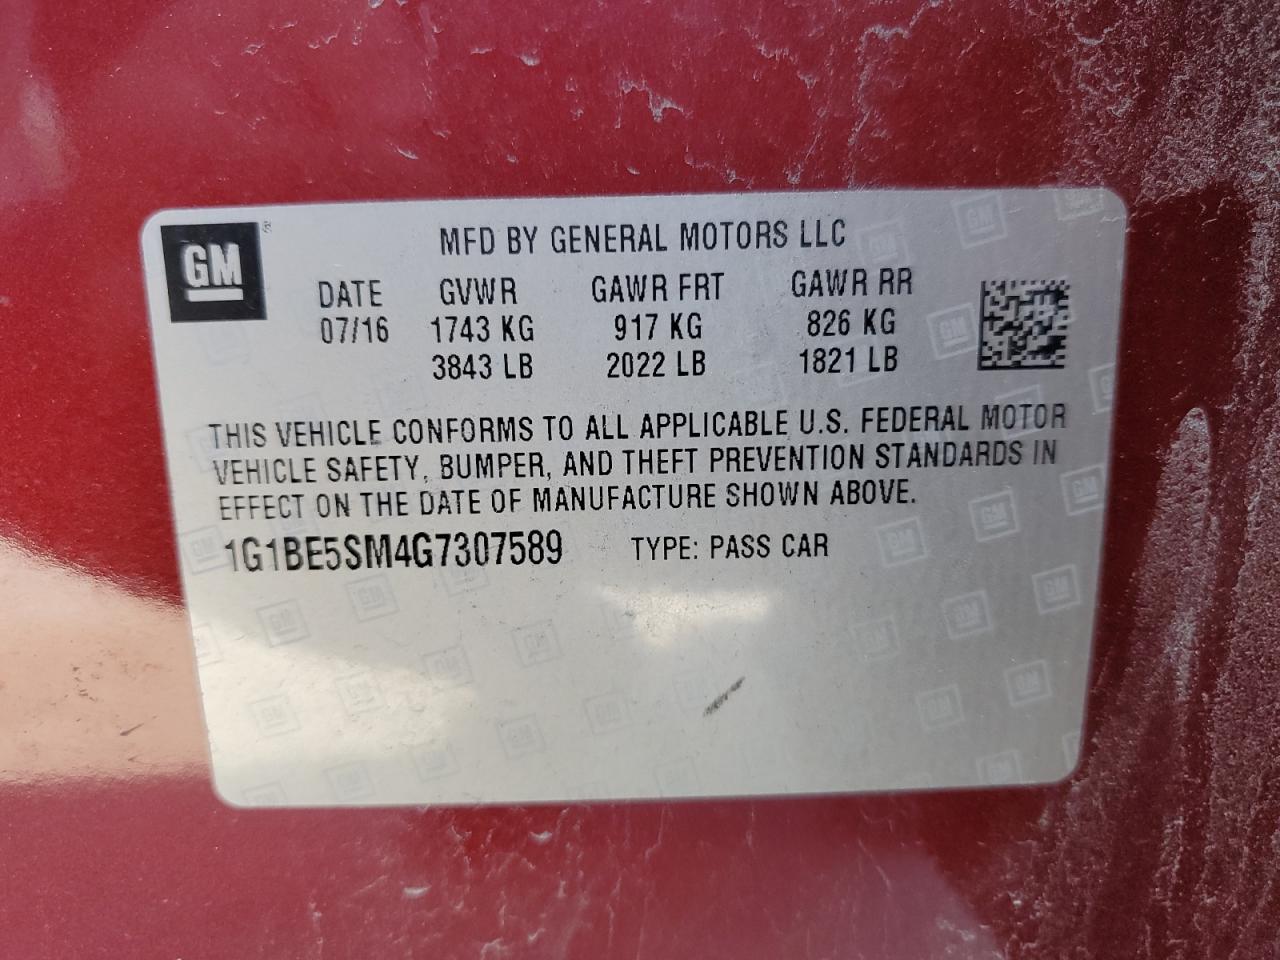 GM
MFD BY GENERAL MOTORS LLC
DATE GVWR GAWR FRT GAWR RR
07/16 1743 KG 917 KG 826 KG
3843 LB 2022 LB 1821 LB
THIS VEHICLE CONFORMS TO ALL APPLICABLE U.S. FEDERAL MOTOR
VEHICLE SAFETY, BUMPER, AND THEFT PREVENTION STANDARDS IN
EFFECT ON THE DATE OF MANUFACTURE SHOWN ABOVE.
1G1BE5SM4G7307589 TYPE: PASS CAR